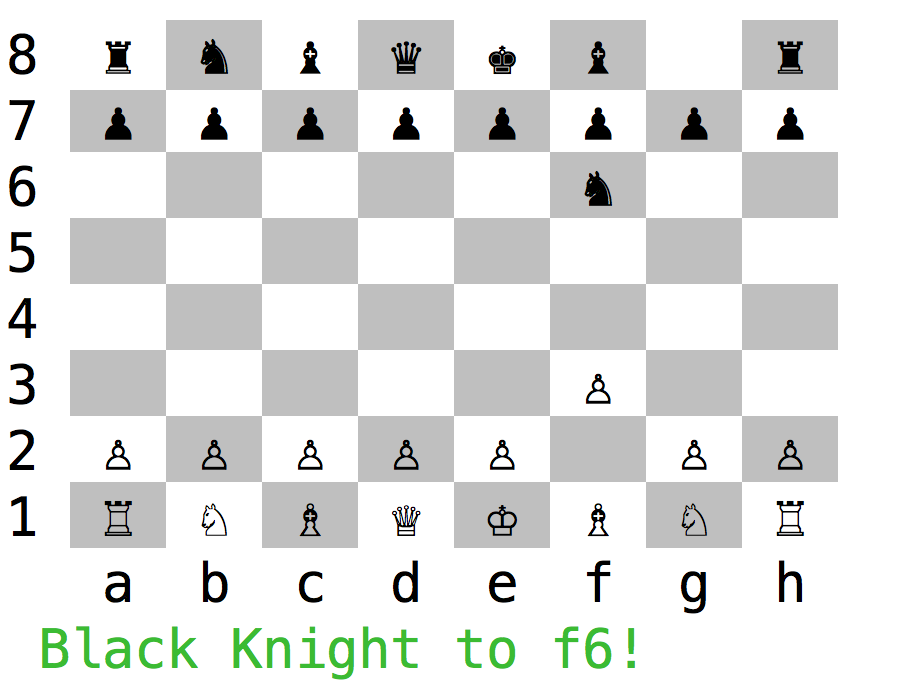 8 ♜ ♞ ♝ ♛ ♚ ♝ ♜
7 ♟ ♟ ♟ ♟ ♟ ♟ ♟ ♟
6 ♞
5
4
3 ♙
2 ♙ ♙ ♙ ♙ ♙ ♙ ♙
1 ♖ ♘ ♗ ♕ ♔ ♗ ♘ ♖
a b c d e f g h
Black Knight to f6!